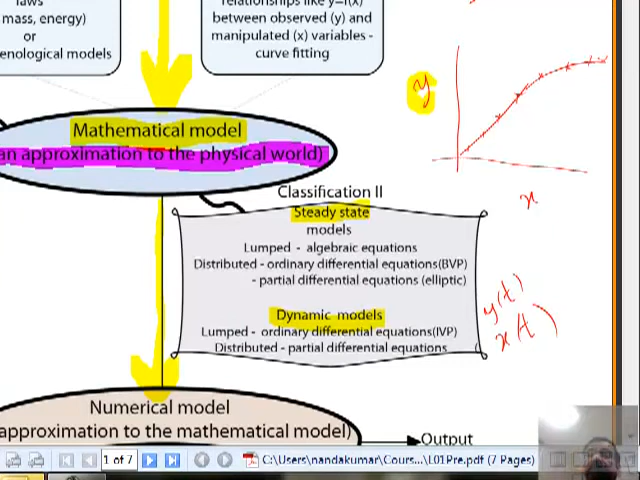 laws
mass, energy)
or
enological models
relationships like y=f(x)
between observed (y) and
manipulated (x) variables -
curve fitting
y
x
Mathematical model
an approximation to the physical world)
Classification II
Steady state
models
Lumped - algebraic equations
Distributed - ordinary differential equations(BVP)
- partial differential equations (elliptic)
Dynamic models
Lumped - ordinary differential equations(IVP)
Distributed - partial differential equations
y(t)
x(t)
Numerical model
approximation to the mathematical model)
Output
1 of 7
C:\Users\nandakumar\Cours...\L01Pre.pdf (7 Pages)